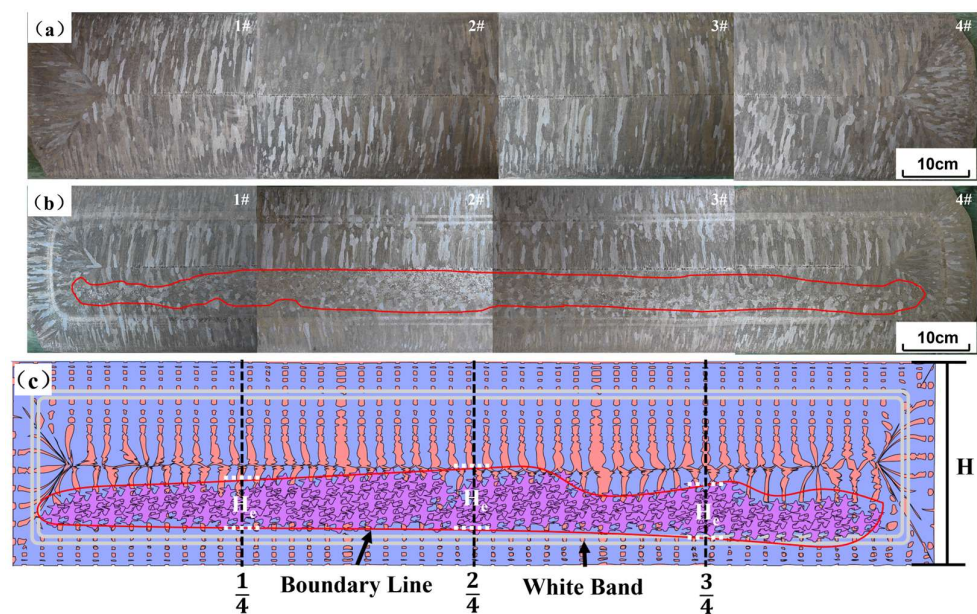 (a)
1#
2#
3#
4#
10cm
(b)
1#
2#
3#
4#
10cm
(c)
H
He
He
He
Boundary Line
White Band
1/4
2/4
3/4